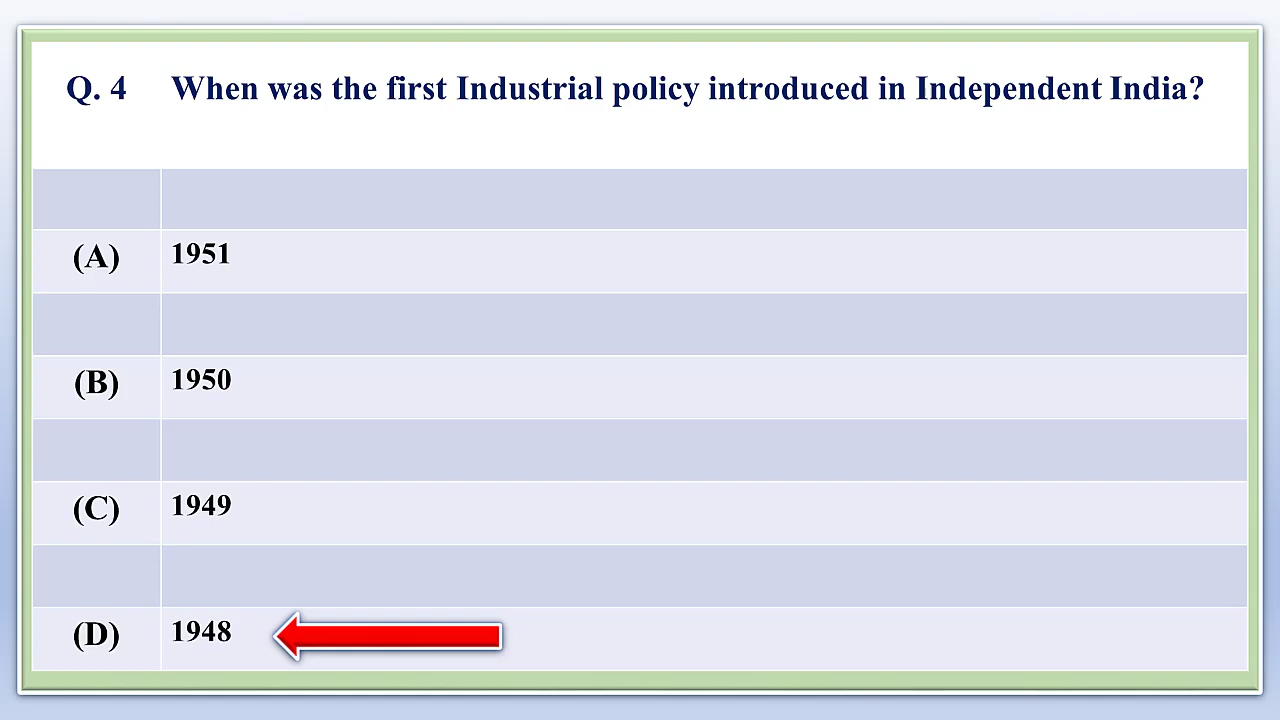 Q. 4 When was the first Industrial policy introduced in Independent India?
(A) 1951
(B) 1950
(C) 1949
(D) 1948